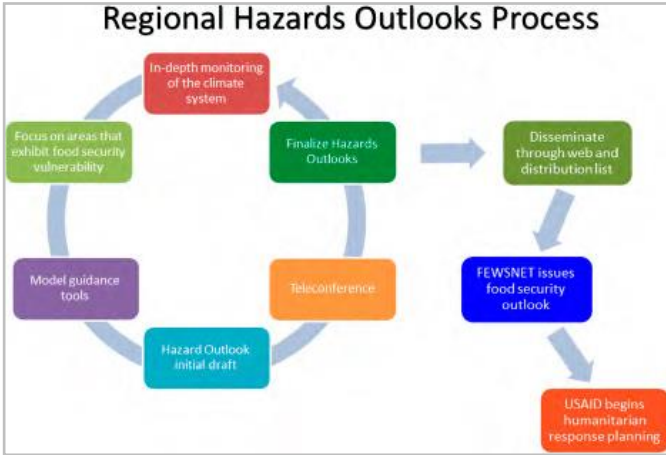 Regional Hazards Outlooks Process
In-depth monitoring
of the climate
system
Focus on areas that
exhibit food security
vulnerability
Finalize Hazards
Outlooks
Disseminate
through web and
distribution list
Model guidance
tools
Teleconference
FEWSNET issues
food security
outlook
Hazard Outlook
initial draft
USAID begins
humanitarian
response planning